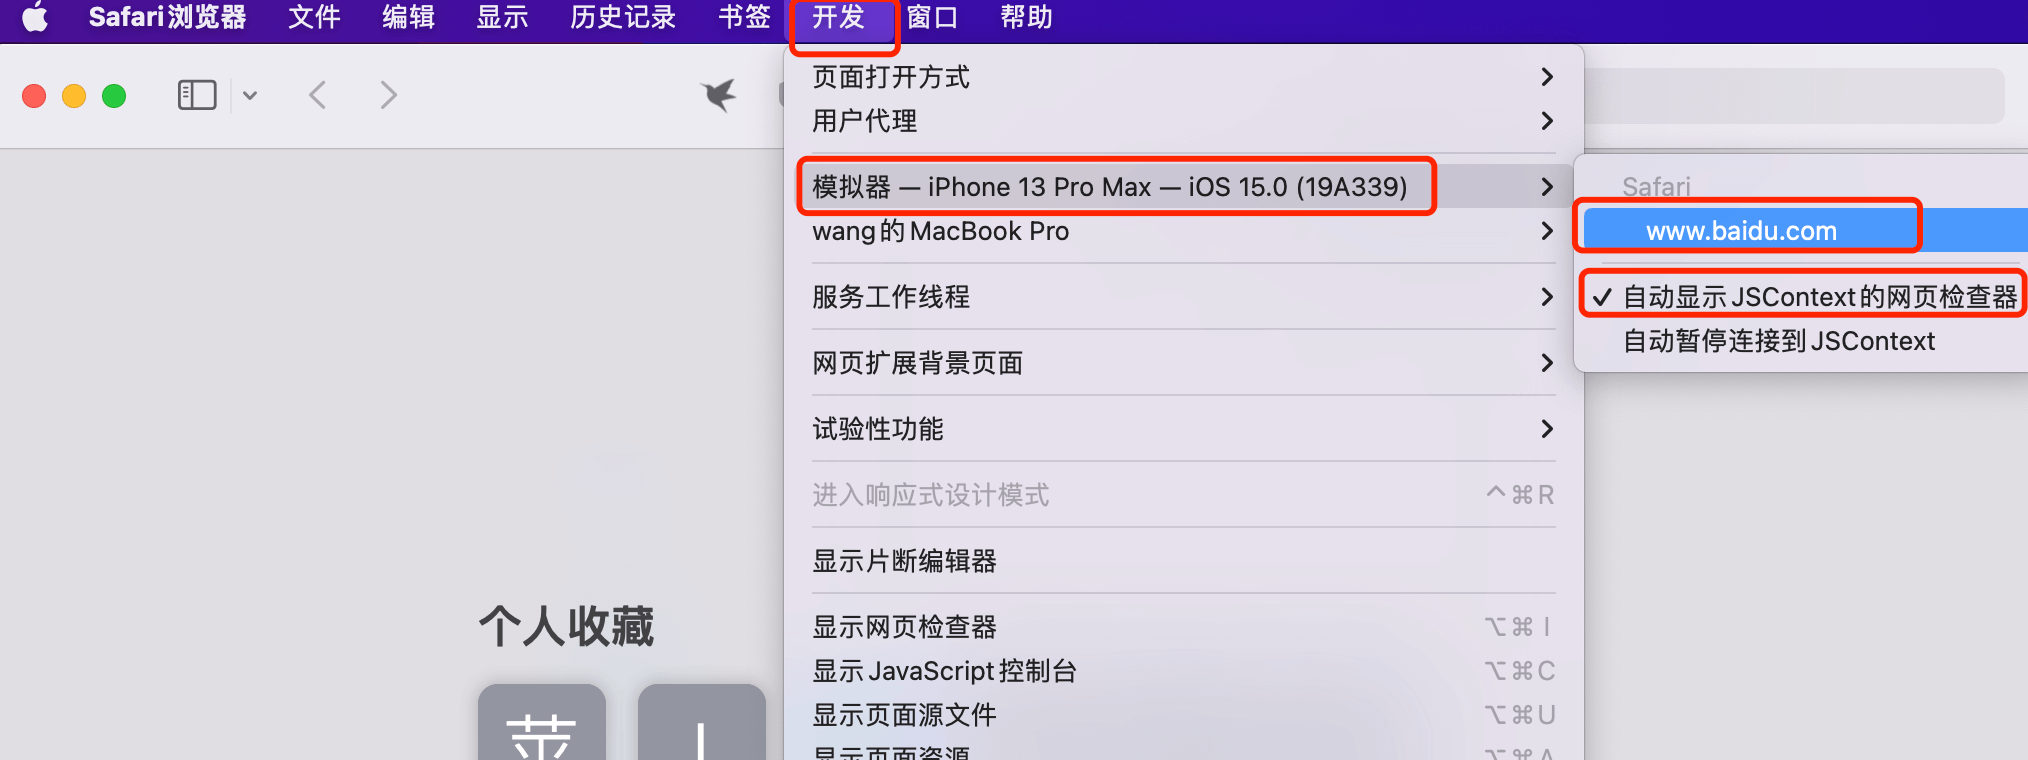 Safari浏览器 文件 编辑 显示 历史记录 书签 开发 窗口 帮助
页面打开方式
用户代理
模拟器 — iPhone 13 Pro Max — iOS 15.0 (19A339)
wang的MacBook Pro
服务工作线程
网页扩展背景页面
试验性功能
进入响应式设计模式 ^⌘R
显示片断编辑器
显示网页检查器 ⌥⌘I
显示JavaScript控制台 ⌥⌘C
显示页面源文件 ⌥⌘U
显示页面资源 ⌥⌘A
Safari
www.baidu.com
✓ 自动显示JSContext的网页检查器
自动暂停连接到JSContext
个人收藏
苹 I